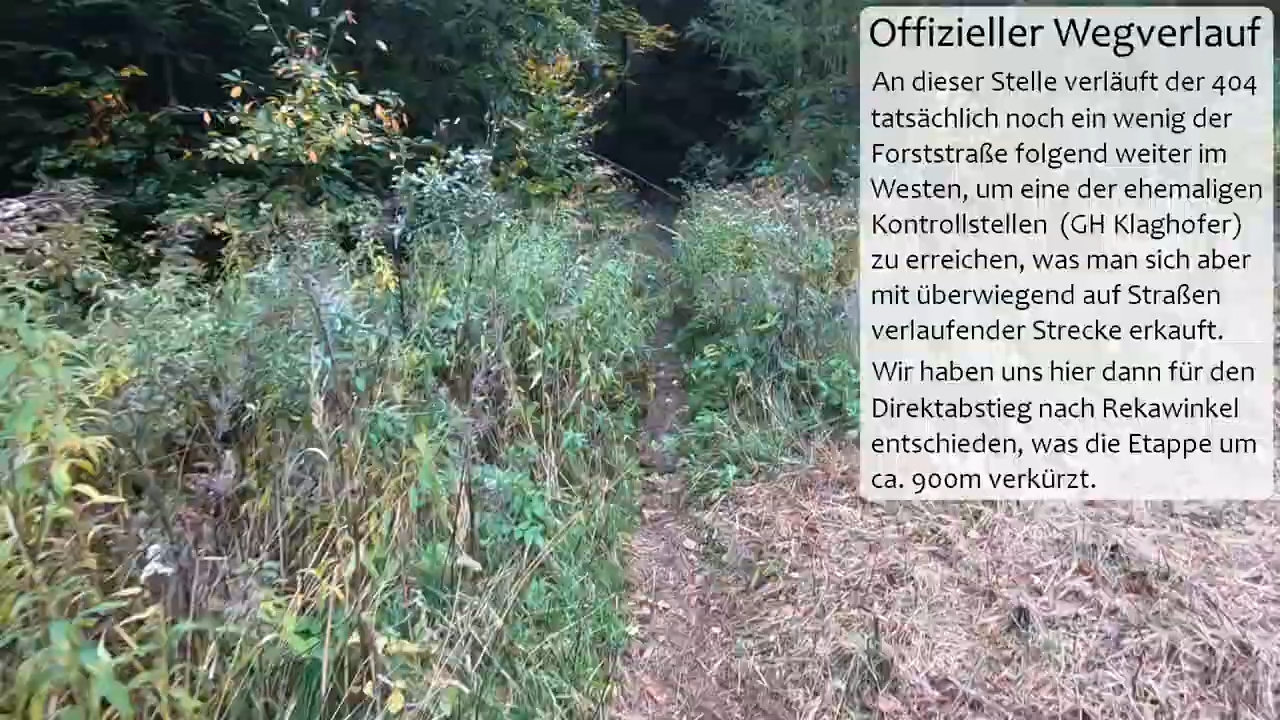 Offizieller Wegverlauf
An dieser Stelle verläuft der 404
tatsächlich noch ein wenig der
Forststraße folgend weiter im
Westen, um eine der ehemaligen
Kontrollstellen (GH Klaghofer)
zu erreichen, was man sich aber
mit überwiegend auf Straßen
verlaufender Strecke erkauft.
Wir haben uns hier dann für den
Direktabstieg nach Rekawinkel
entschieden, was die Etappe um
ca. 900m verkürzt.